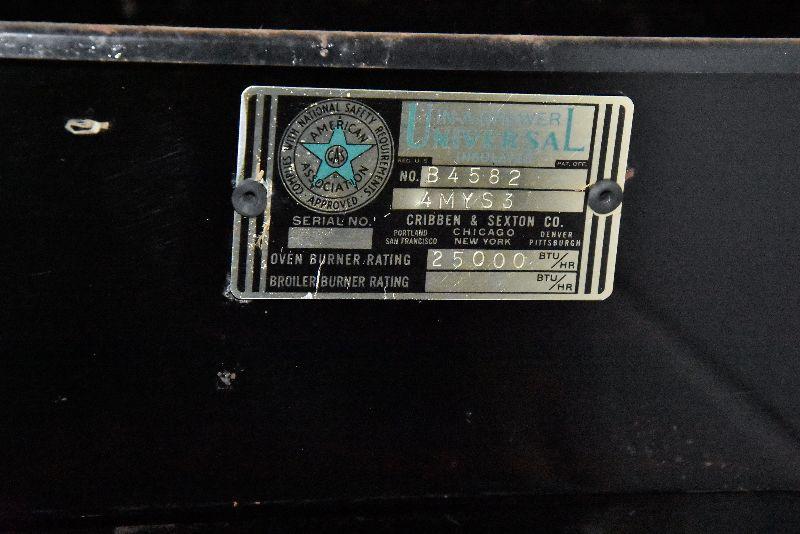 COMPLIES WITH NATIONAL SAFETY REQUIREMENTS
APPROVED
AMERICAN
GAS
ASSOCIATION
UNIVERSAL
REG. U.S. PAT. OFF.
NO. B4582
4MYS3
SERIAL NO.
CRIBBEN & SEXTON CO.
PORTLAND CHICAGO DENVER
SAN FRANCISCO NEW YORK PITTSBURGH
OVEN BURNER RATING 25000 BTU/HR
BROILER BURNER RATING BTU/HR